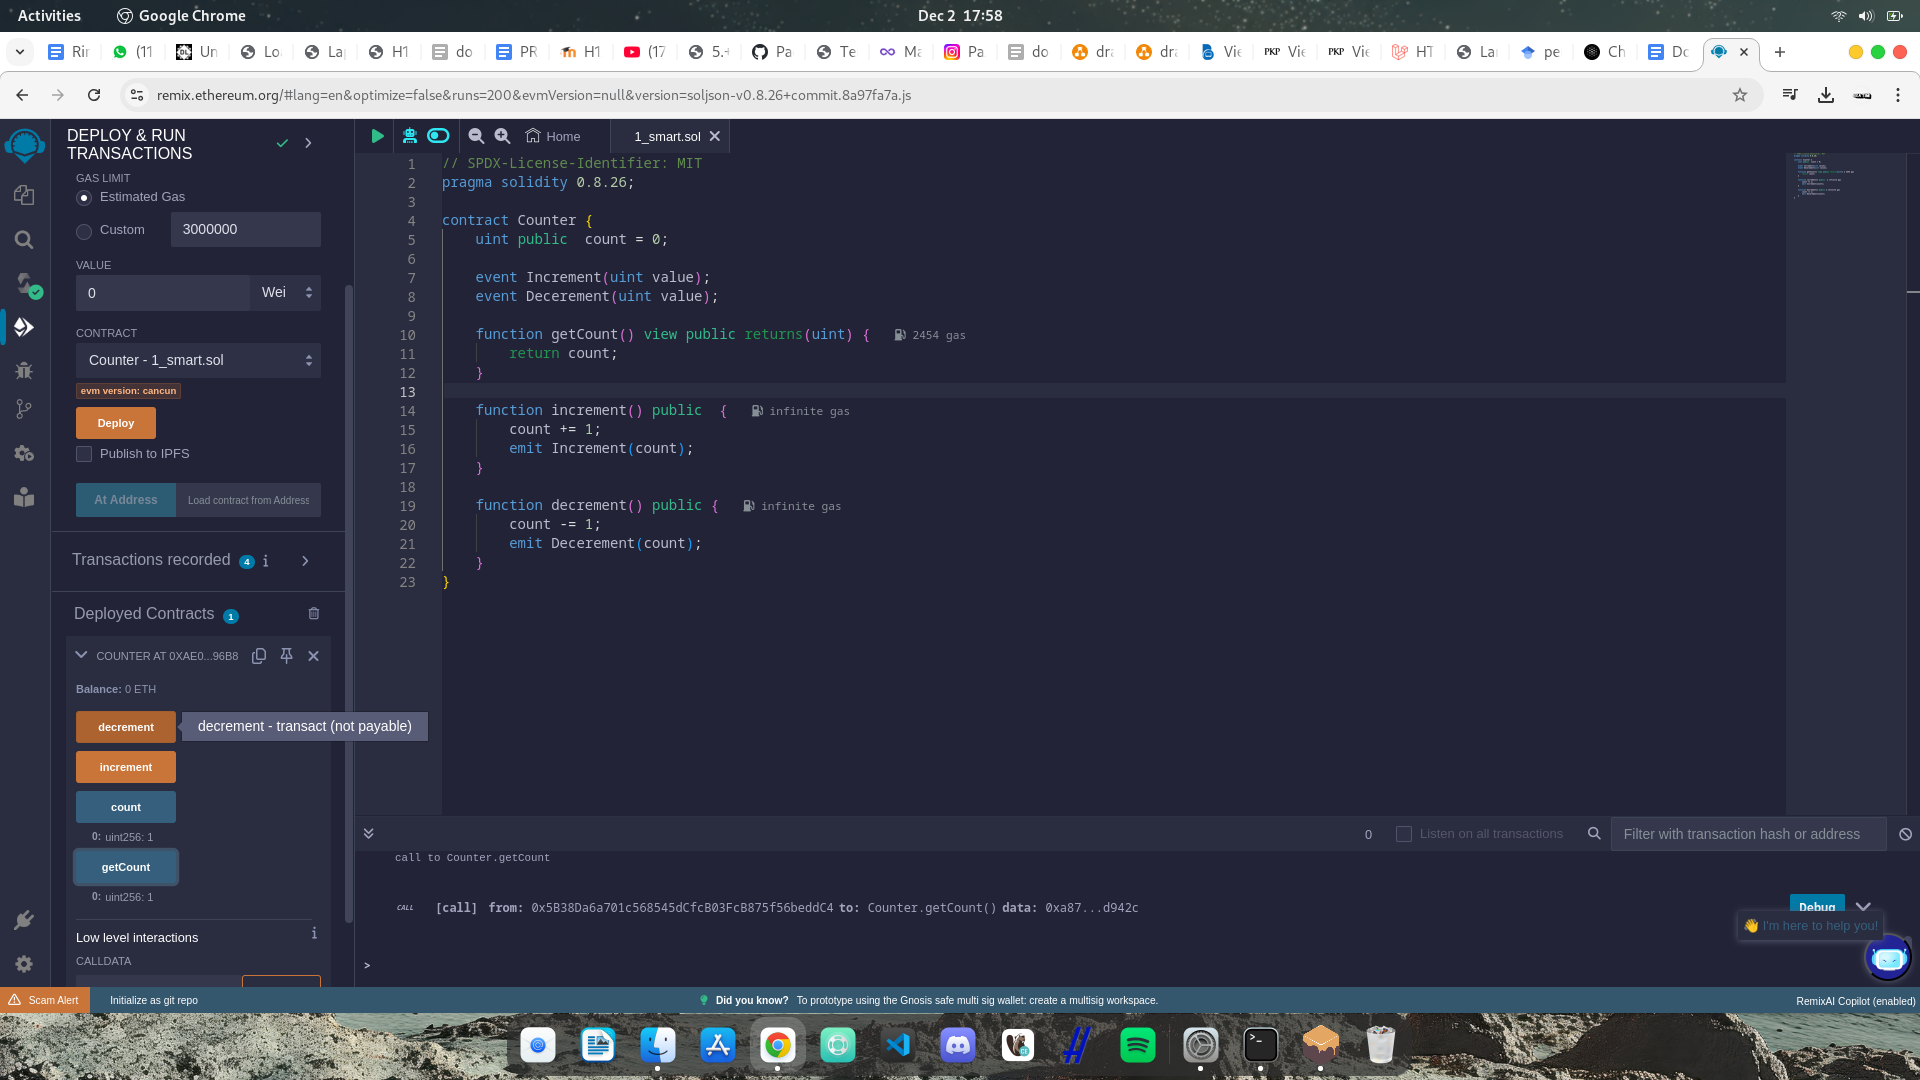 Activities
Google Chrome
Dec 2 17:58
Rir
(11
Un
Lo
La
H1
do
PR
H1
(17
5.
Pa
Te
Ma
Pa
do
dra
dra
Vie
PKP Vie
PKP Vie
HT
Lar
pe
Ch
Do
remix.ethereum.org/#lang=en&optimize=false&runs=200&evmVersion=null&version=soljson-v0.8.26+commit.8a97fa7a.js
DEPLOY & RUN
TRANSACTIONS
GAS LIMIT
Estimated Gas
Custom
3000000
VALUE
0
Wei
CONTRACT
Counter - 1_smart.sol
evm version: cancun
Deploy
Publish to IPFS
At Address
Load contract from Address
Transactions recorded 4 i
Deployed Contracts 1
COUNTER AT 0XAE0...96B8
Balance: 0 ETH
decrement
decrement - transact (not payable)
increment
count
0: uint256: 1
getCount
0: uint256: 1
Low level interactions
i
CALLDATA
Home
1_smart.sol
1 // SPDX-License-Identifier: MIT
2 pragma solidity 0.8.26;
3
4 contract Counter {
5 uint public  count = 0;
6
7 event Increment(uint value);
8 event Decerement(uint value);
9
10 function getCount() view public returns(uint) { 2454 gas
11 return count;
12 }
13
14 function increment() public  { infinite gas
15 count += 1;
16 emit Increment(count);
17 }
18
19 function decrement() public { infinite gas
20 count -= 1;
21 emit Decerement(count);
22 }
23 }
0
Listen on all transactions
Filter with transaction hash or address
call to Counter.getCount
CALL [call] from: 0x5B38Da6a701c568545dCfcB03FcB875f56beddC4 to: Counter.getCount() data: 0xa87...d942c
Debug
👋 I'm here to help you!
>
Scam Alert
Initialize as git repo
Did you know? To prototype using the Gnosis safe multi sig wallet: create a multisig workspace.
RemixAI Copilot (enabled)